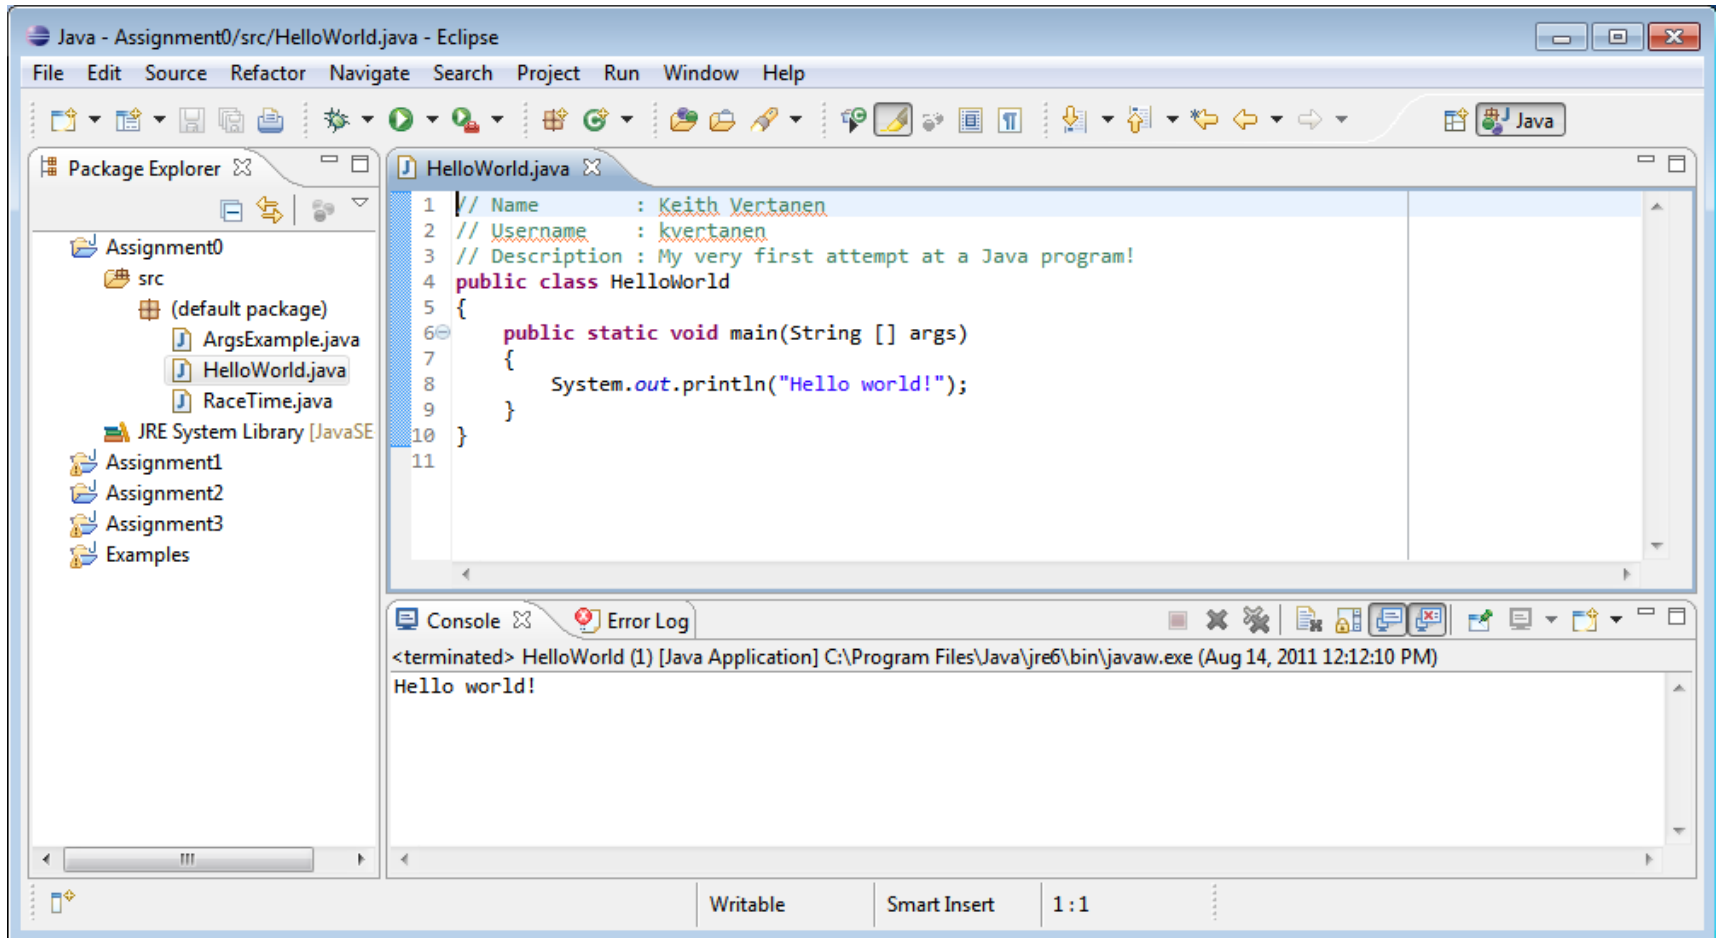 Java - Assignment0/src/HelloWorld.java - Eclipse
File Edit Source Refactor Navigate Search Project Run Window Help
Java
Package Explorer
Assignment0
src
(default package)
ArgsExample.java
HelloWorld.java
RaceTime.java
JRE System Library [JavaSE
Assignment1
Assignment2
Assignment3
Examples
HelloWorld.java
1 // Name : Keith Vertanen
2 // Username : kvertanen
3 // Description : My very first attempt at a Java program!
4 public class HelloWorld
5 {
6 public static void main(String [] args)
7 {
8 System.out.println("Hello world!");
9 }
10 }
11
Console Error Log
<terminated> HelloWorld (1) [Java Application] C:\Program Files\Java\jre6\bin\javaw.exe (Aug 14, 2011 12:12:10 PM)
Hello world!
Writable Smart Insert 1 : 1